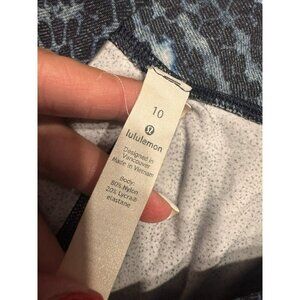 10
lululemon
Designed in
Vancouver
Made in Vietnam
Body:
80% Nylon
20% Lycra®
elastane